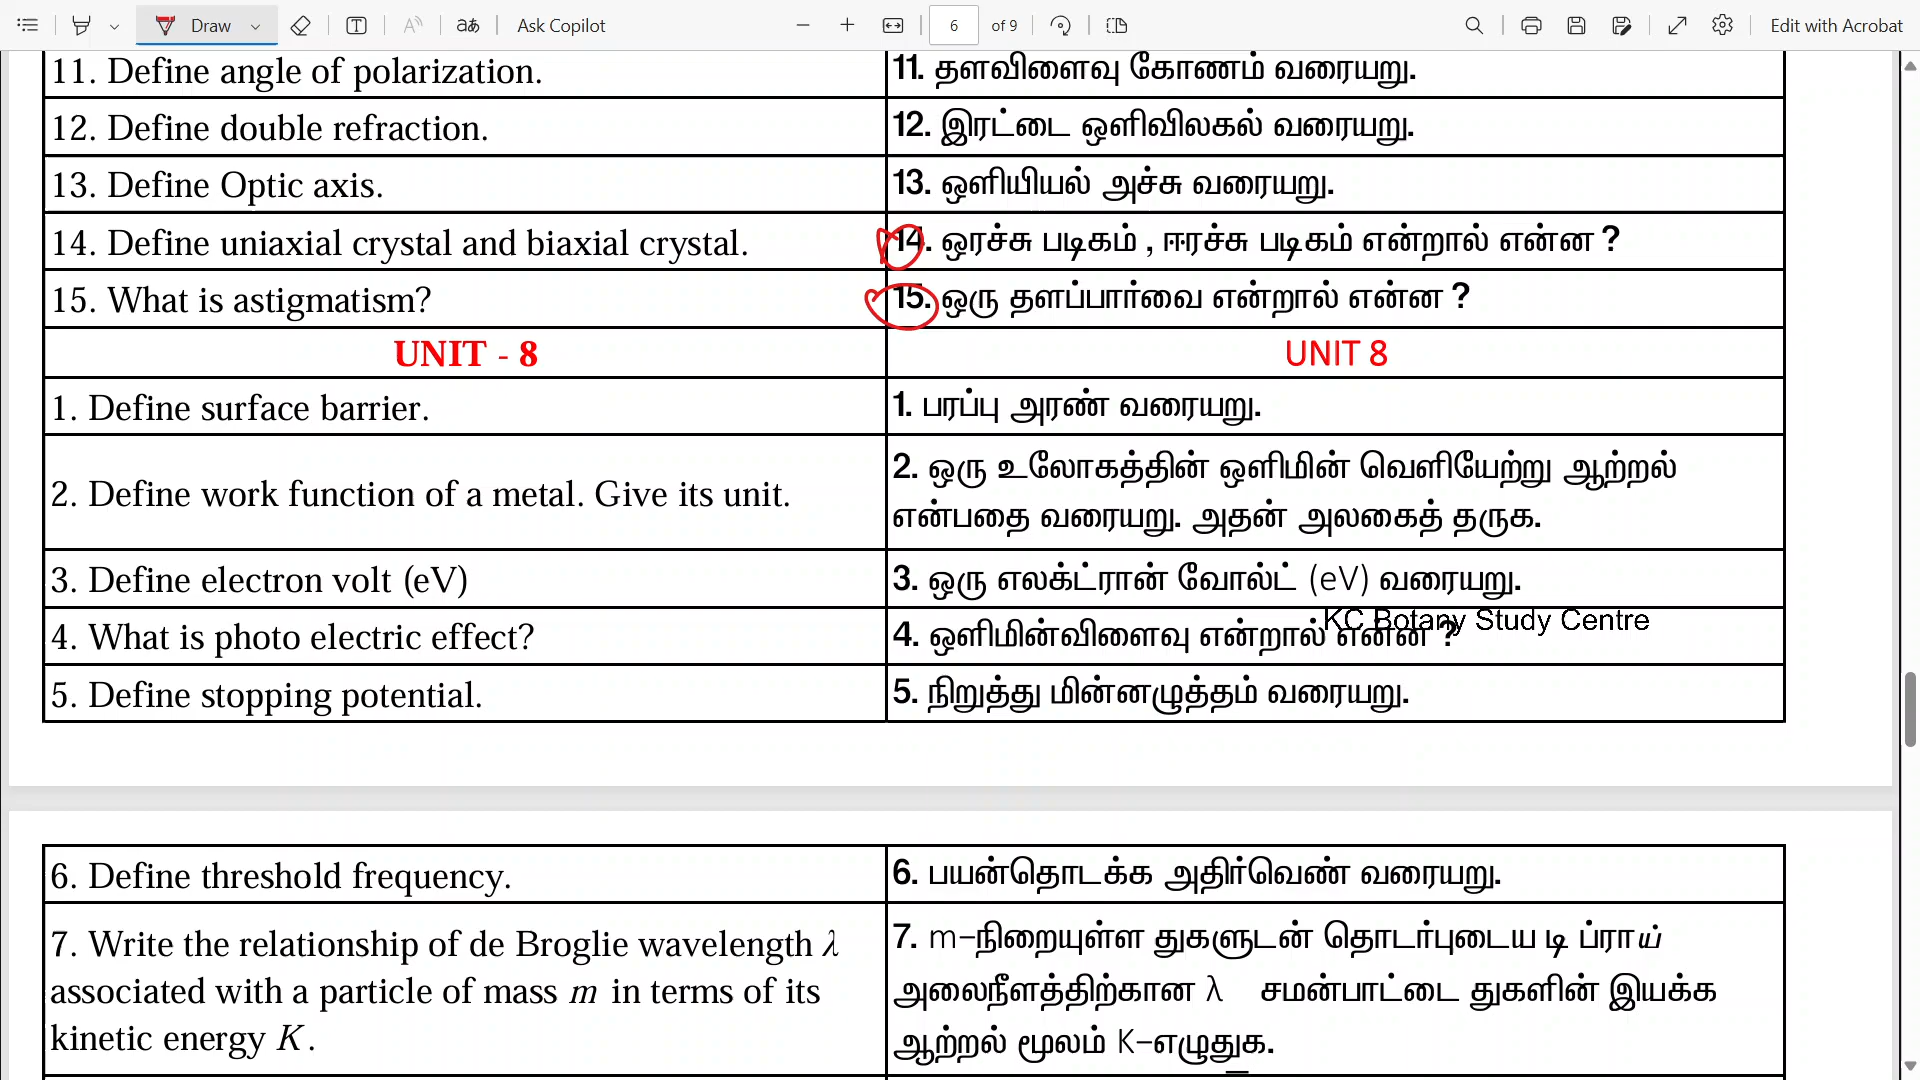 Draw
Ask Copilot
6 of 9
Edit with Acrobat
11. Define angle of polarization.
11. தளவிளைவு கோணம் வரையறு.
12. Define double refraction.
12. இரட்டை ஒளிவிலகல் வரையறு.
13. Define Optic axis.
13. ஒளியியல் அச்சு வரையறு.
14. Define uniaxial crystal and biaxial crystal.
14. ஒரச்சு படிகம் , ஈரச்சு படிகம் என்றால் என்ன ?
15. What is astigmatism?
15. ஒரு தளப்பார்வை என்றால் என்ன ?
UNIT - 8
UNIT 8
1. Define surface barrier.
1. பரப்பு அரண் வரையறு.
2. Define work function of a metal. Give its unit.
2. ஒரு உலோகத்தின் ஒளிமின் வெளியேற்று ஆற்றல்
என்பதை வரையறு. அதன் அலகைத் தருக.
3. Define electron volt (eV)
3. ஒரு எலக்ட்ரான் வோல்ட் (eV) வரையறு.
KC Botany Study Centre
4. What is photo electric effect?
4. ஒளிமின்விளைவு என்றால் என்ன ?
5. Define stopping potential.
5. நிறுத்து மின்னழுத்தம் வரையறு.
6. Define threshold frequency.
6. பயன்தொடக்க அதிர்வெண் வரையறு.
7. Write the relationship of de Broglie wavelength λ
associated with a particle of mass m in terms of its
kinetic energy K.
7. m–நிறையுள்ள துகளுடன் தொடர்புடைய டி ப்ராய்
அலைநீளத்திற்கான λ சமன்பாட்டை துகளின் இயக்க
ஆற்றல் மூலம் K–எழுதுக.